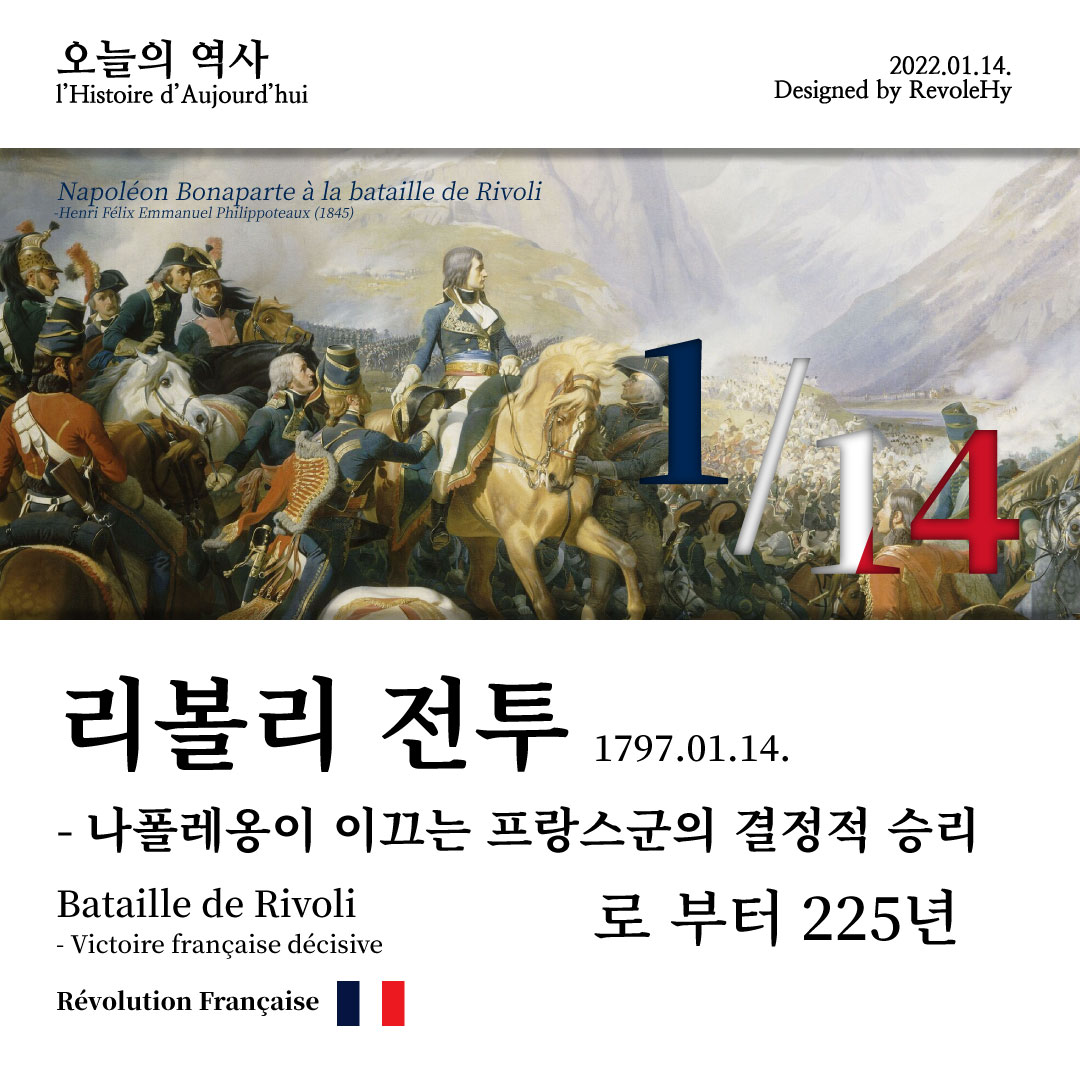 오늘의 역사
l’Histoire d’Aujourd’hui
2022.01.14.
Designed by RevoleHy
Napoléon Bonaparte à la bataille de Rivoli
-Henri Félix Emmanuel Philippoteaux (1845)
1/14
리볼리 전투 1797.01.14.
- 나폴레옹이 이끄는 프랑스군의 결정적 승리
로 부터 225년
Bataille de Rivoli
- Victoire française décisive
Révolution Française